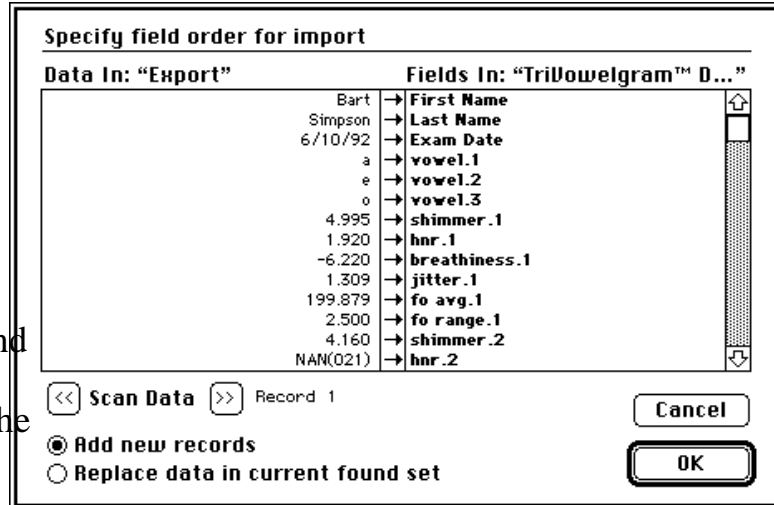 Specify field order for import
Data In: “Export” Fields In: “TriVowelgram™ D...”
Bart → First Name
Simpson → Last Name
6/10/92 → Exam Date
a → vowel.1
e → vowel.2
o → vowel.3
4.995 → shimmer.1
1.920 → hnr.1
-6.220 → breathiness.1
1.309 → jitter.1
199.879 → fo avg.1
2.500 → fo range.1
4.160 → shimmer.2
NAN(021) → hnr.2
<< Scan Data >> Record 1
Cancel
Add new records
OK
Replace data in current found set